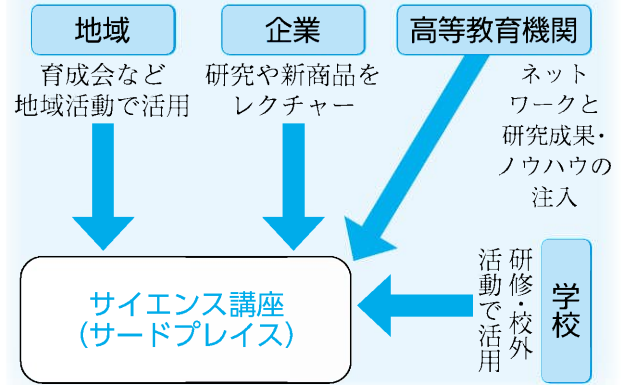 地域
育成会など
地域活動で活用
企業
研究や新商品を
レクチャー
高等教育機関
ネット
ワークと
研究成果・
ノウハウの
注入
サイエンス講座
（サードプレイス）
学校
研修・校外
活動で活用